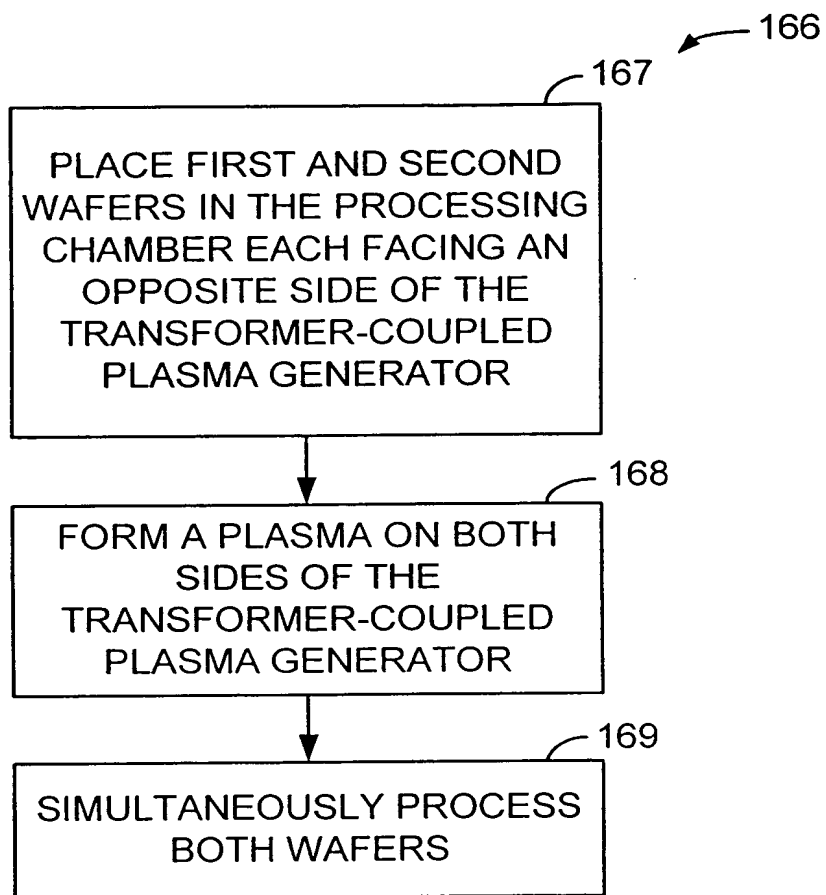 166
167
PLACE FIRST AND SECOND
WAFERS IN THE PROCESSING
CHAMBER EACH FACING AN
OPPOSITE SIDE OF THE
TRANSFORMER-COUPLED
PLASMA GENERATOR
168
FORM A PLASMA ON BOTH
SIDES OF THE
TRANSFORMER-COUPLED
PLASMA GENERATOR
169
SIMULTANEOUSLY PROCESS
BOTH WAFERS